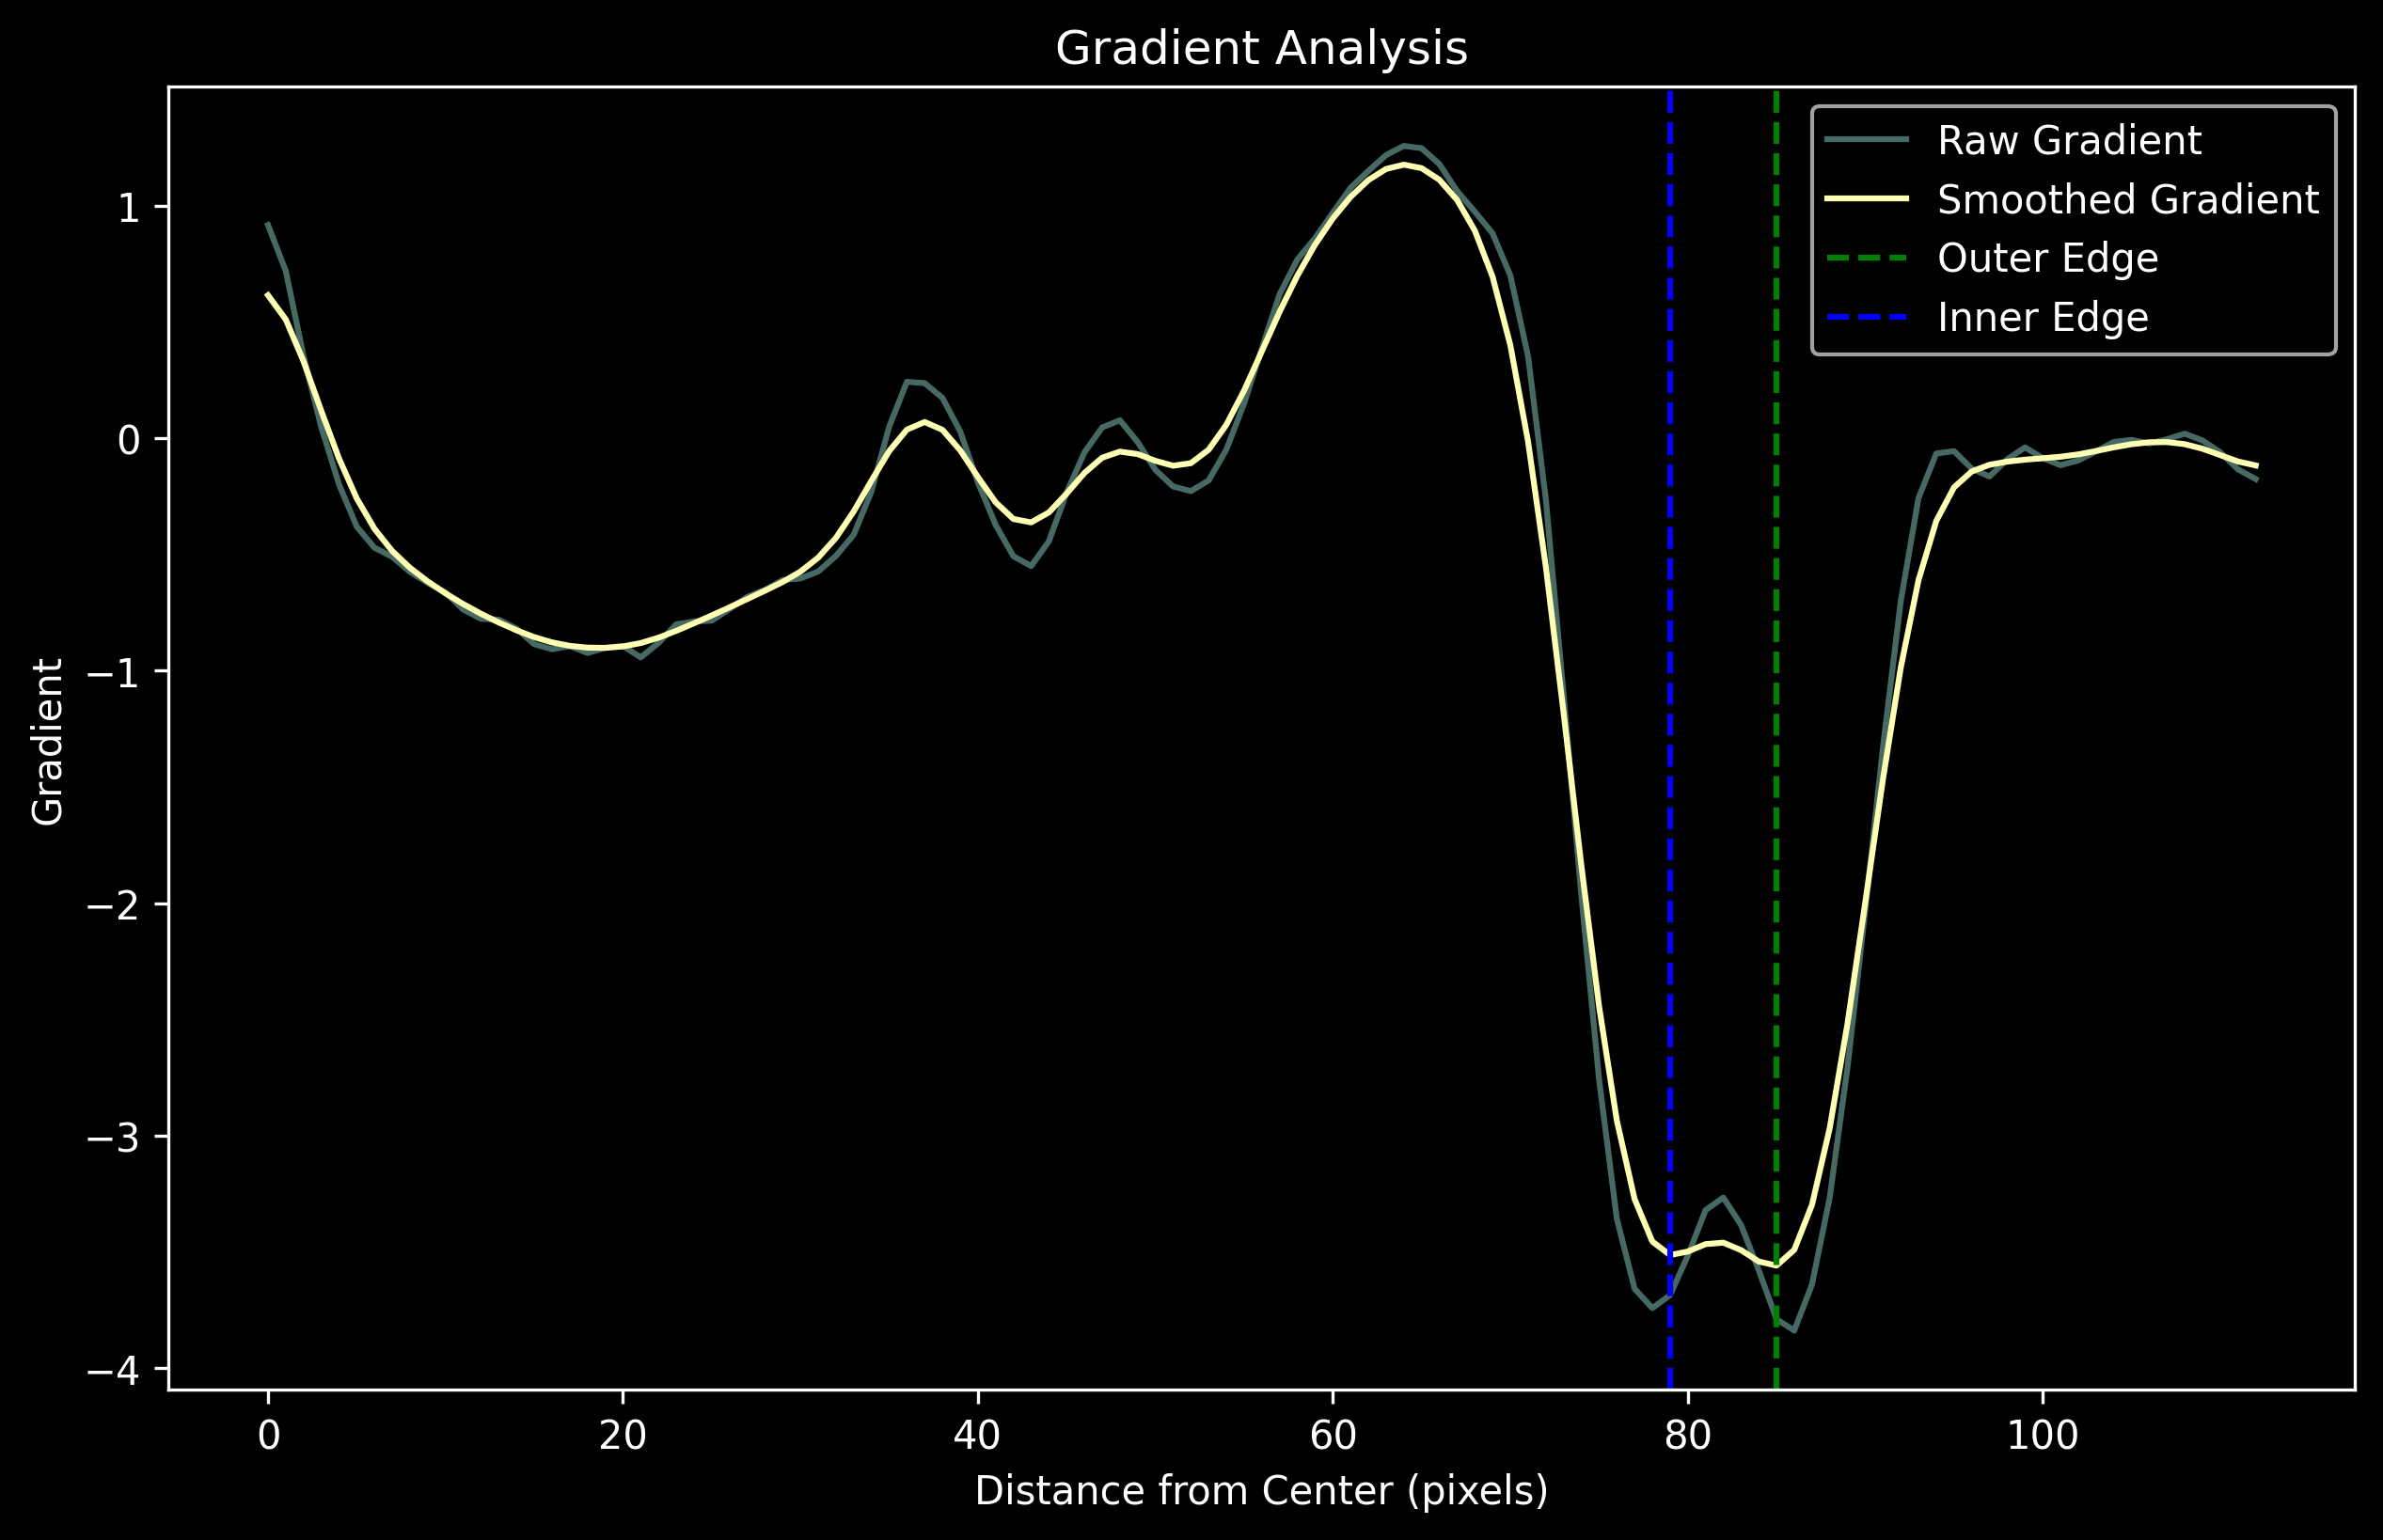 Gradient Analysis
Raw Gradient
Smoothed Gradient
Outer Edge
Inner Edge
1
0
−1
−2
−3
−4
Gradient
0 20 40 60 80 100
Distance from Center (pixels)